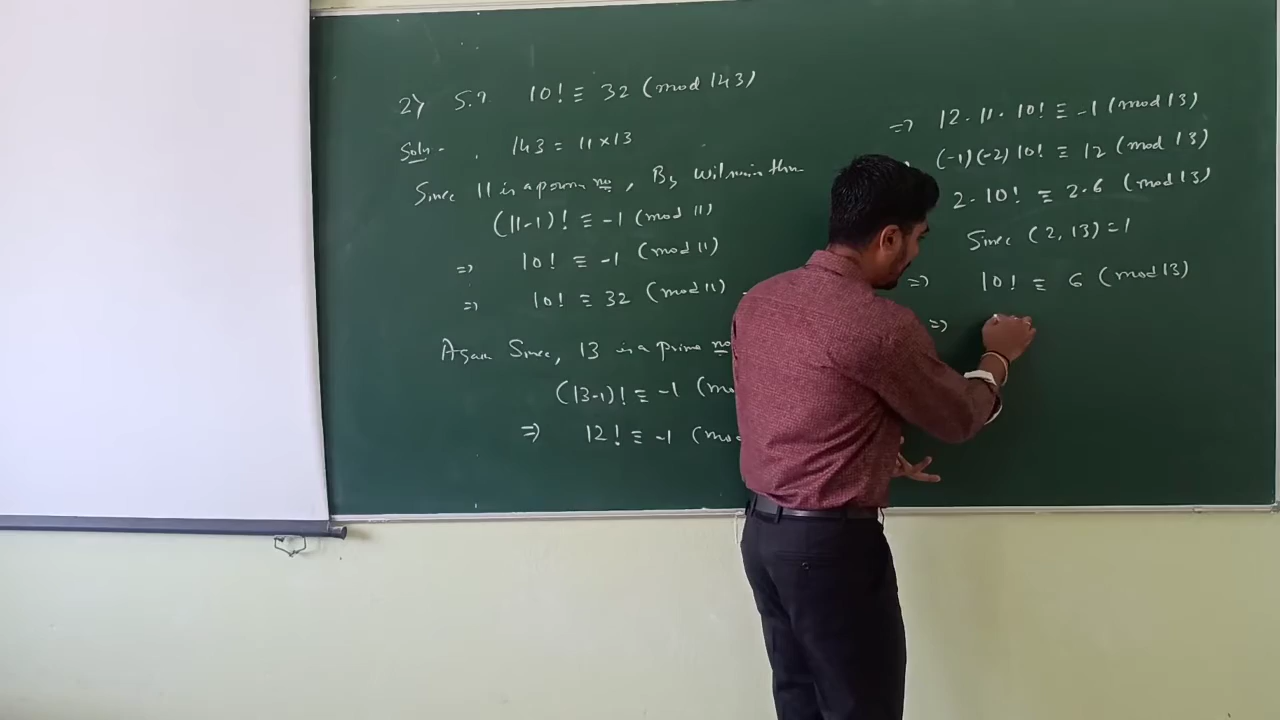 2) S.T. 10! ≡ 32 (mod 143)
Soln:- 143 = 11 × 13
Since 11 is a prime no, By Wilson's thm
(11-1)! ≡ -1 (mod 11)
=> 10! ≡ -1 (mod 11)
=> 10! ≡ 32 (mod 11)
Again Since, 13 is a prime no
(13-1)! ≡ -1 (mo
=> 12! ≡ -1 (mod
=> 12 · 11 · 10! ≡ -1 (mod 13)
(-1)(-2) 10! ≡ 12 (mod 13)
2 · 10! ≡ 2 · 6 (mod 13)
Since (2, 13) = 1
=> 10! ≡ 6 (mod 13)
=>